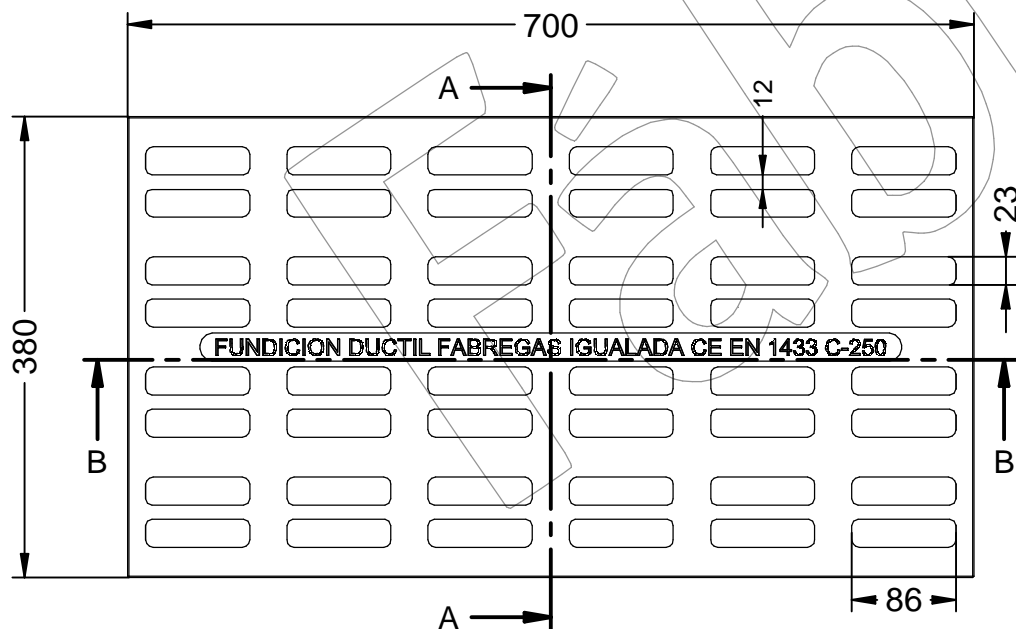 700
A
12
23
380
FUNDICION DUCTIL FABREGAS IGUALADA CE EN 1433 C-250
B
B
86
A